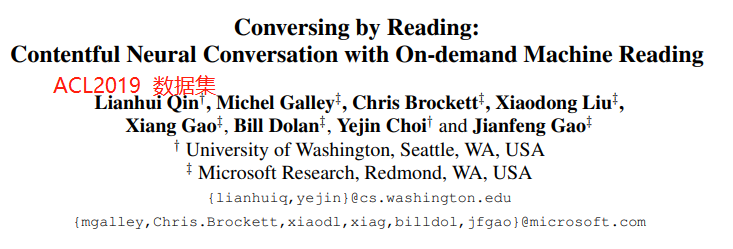 Conversing by Reading:
Contentful Neural Conversation with On-demand Machine Reading
ACL2019 数据集
Lianhui Qin†, Michel Galley‡, Chris Brockett‡, Xiaodong Liu‡,
Xiang Gao‡, Bill Dolan‡, Yejin Choi† and Jianfeng Gao‡
† University of Washington, Seattle, WA, USA
‡ Microsoft Research, Redmond, WA, USA
{lianhuiq,yejin}@cs.washington.edu
{mgalley,Chris.Brockett,xiaodl,xiag,billdol,jfgao}@microsoft.com